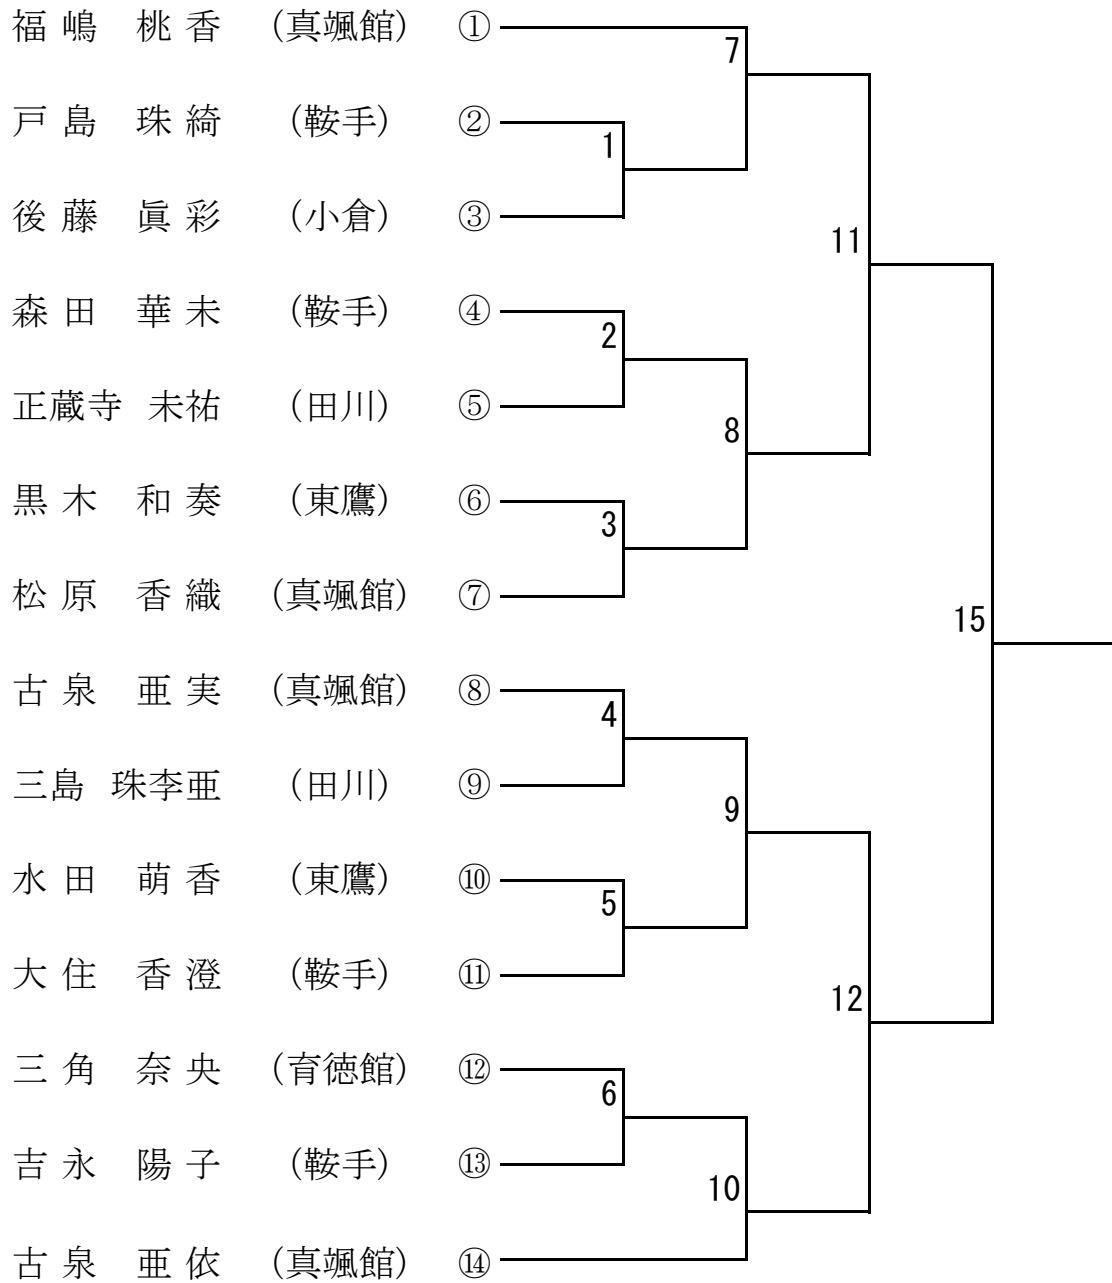 福嶋 桃香 (真颯館) ①
7
戸島 珠綺 (鞍手) ②
1
後藤 眞彩 (小倉) ③
11
森田 華未 (鞍手) ④
2
正蔵寺 未祐 (田川) ⑤
8
黒木 和奏 (東鷹) ⑥
3
松原 香織 (真颯館) ⑦
15
古泉 亜実 (真颯館) ⑧
4
三島 珠李亜 (田川) ⑨
9
水田 萌香 (東鷹) ⑩
5
大住 香澄 (鞍手) ⑪
12
三角 奈央 (育徳館) ⑫
6
吉永 陽子 (鞍手) ⑬
10
古泉 亜依 (真颯館) ⑭